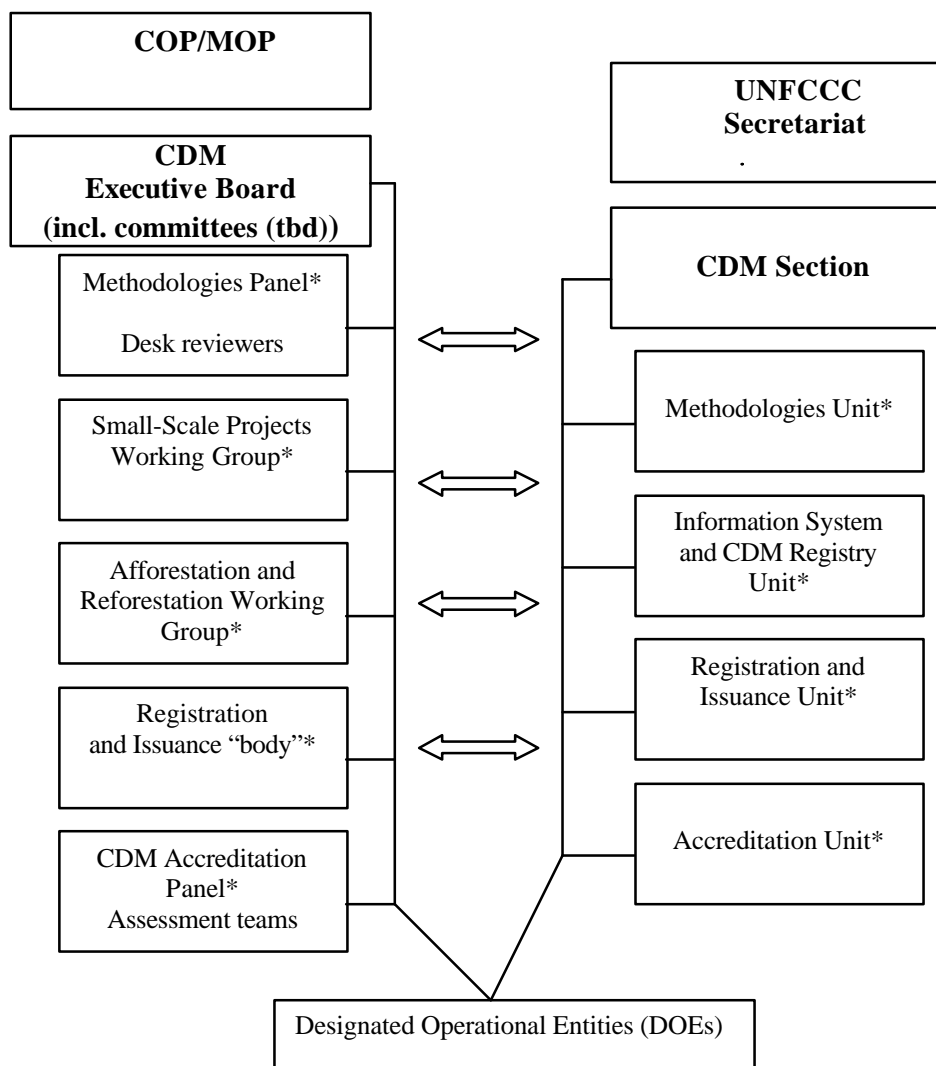 COP/MOP
UNFCCC
Secretariat
.
CDM
Executive Board
(incl. committees (tbd))
CDM Section
Methodologies Panel*
Desk reviewers
Methodologies Unit*
Small-Scale Projects
Working Group*
Information System
and CDM Registry
Unit*
Afforestation and
Reforestation Working
Group*
Registration and
Issuance Unit*
Registration
and Issuance “body”*
Accreditation Unit*
CDM Accreditation
Panel*
Assessment teams
Designated Operational Entities (DOEs)